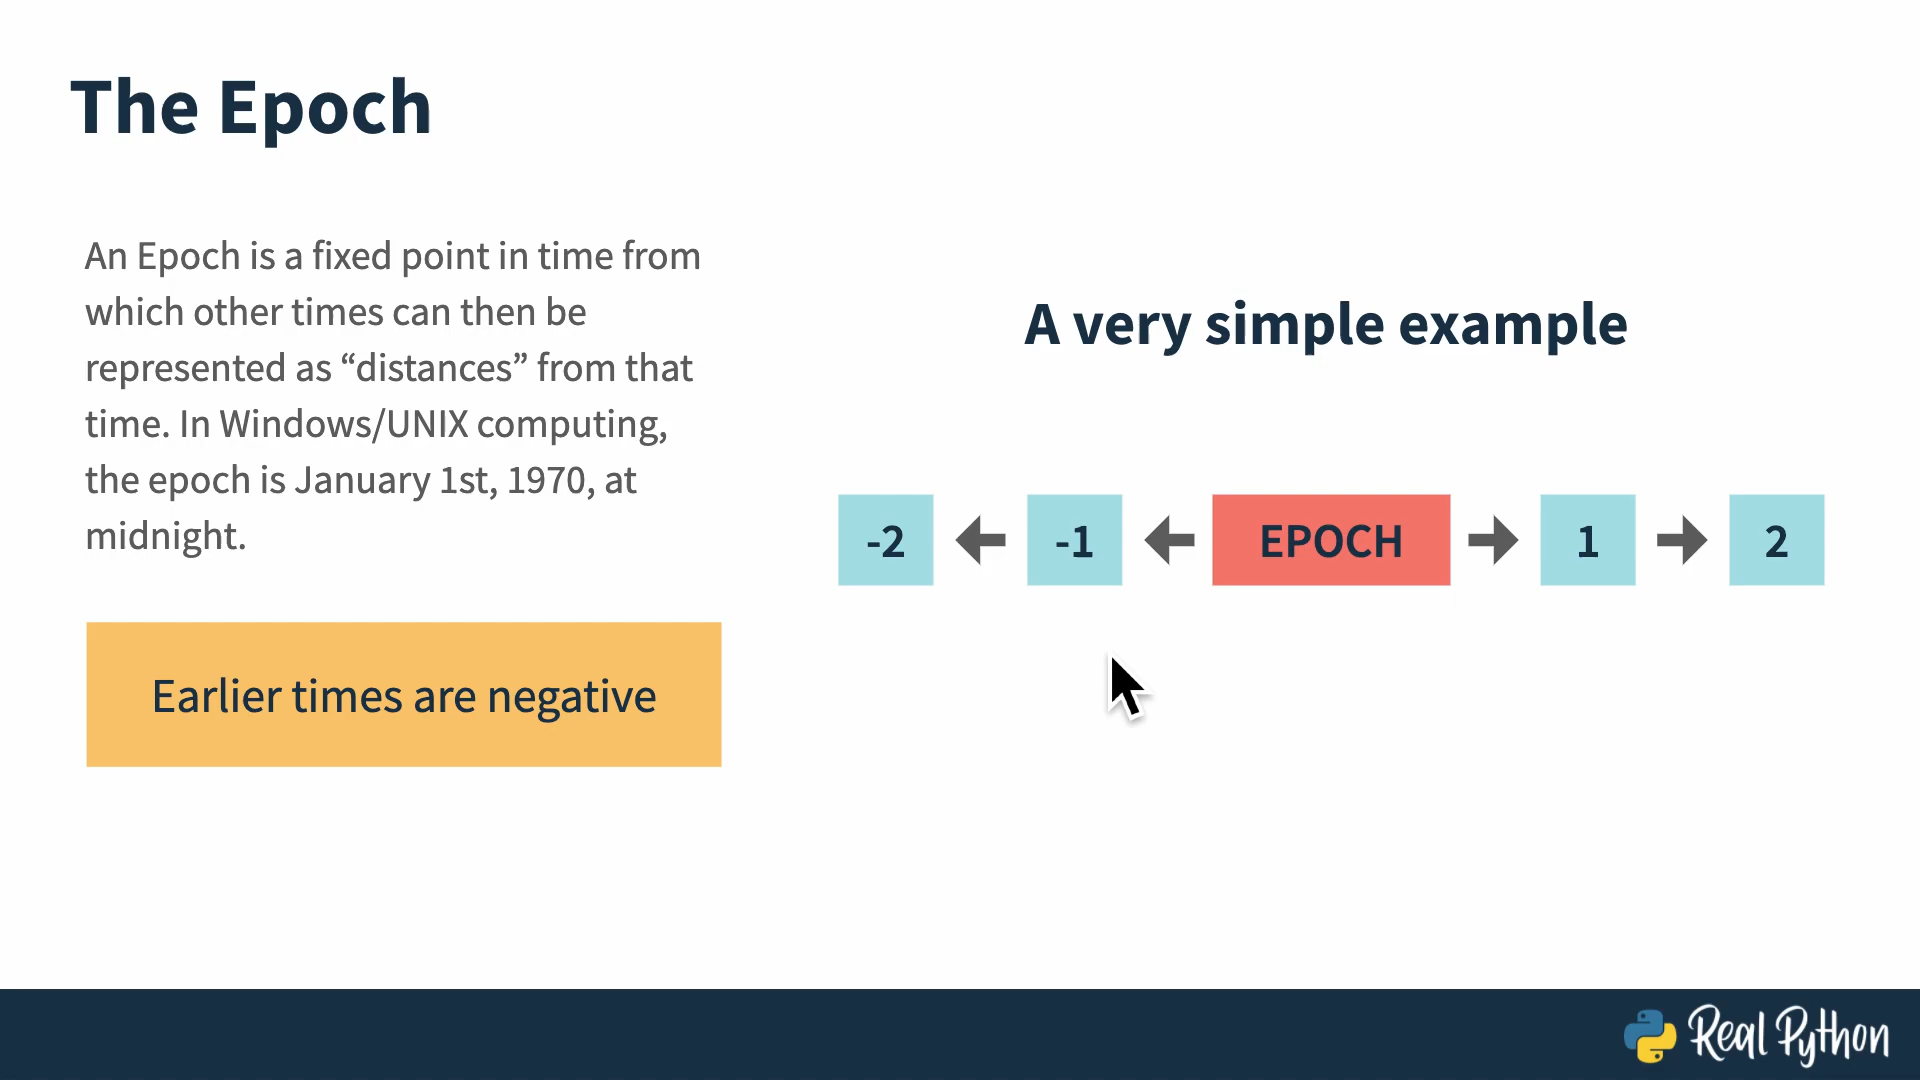 The Epoch
An Epoch is a fixed point in time from
which other times can then be
represented as “distances” from that
time. In Windows/UNIX computing,
the epoch is January 1st, 1970, at
midnight.
Earlier times are negative
A very simple example
-2 -1 EPOCH 1 2
Real Python